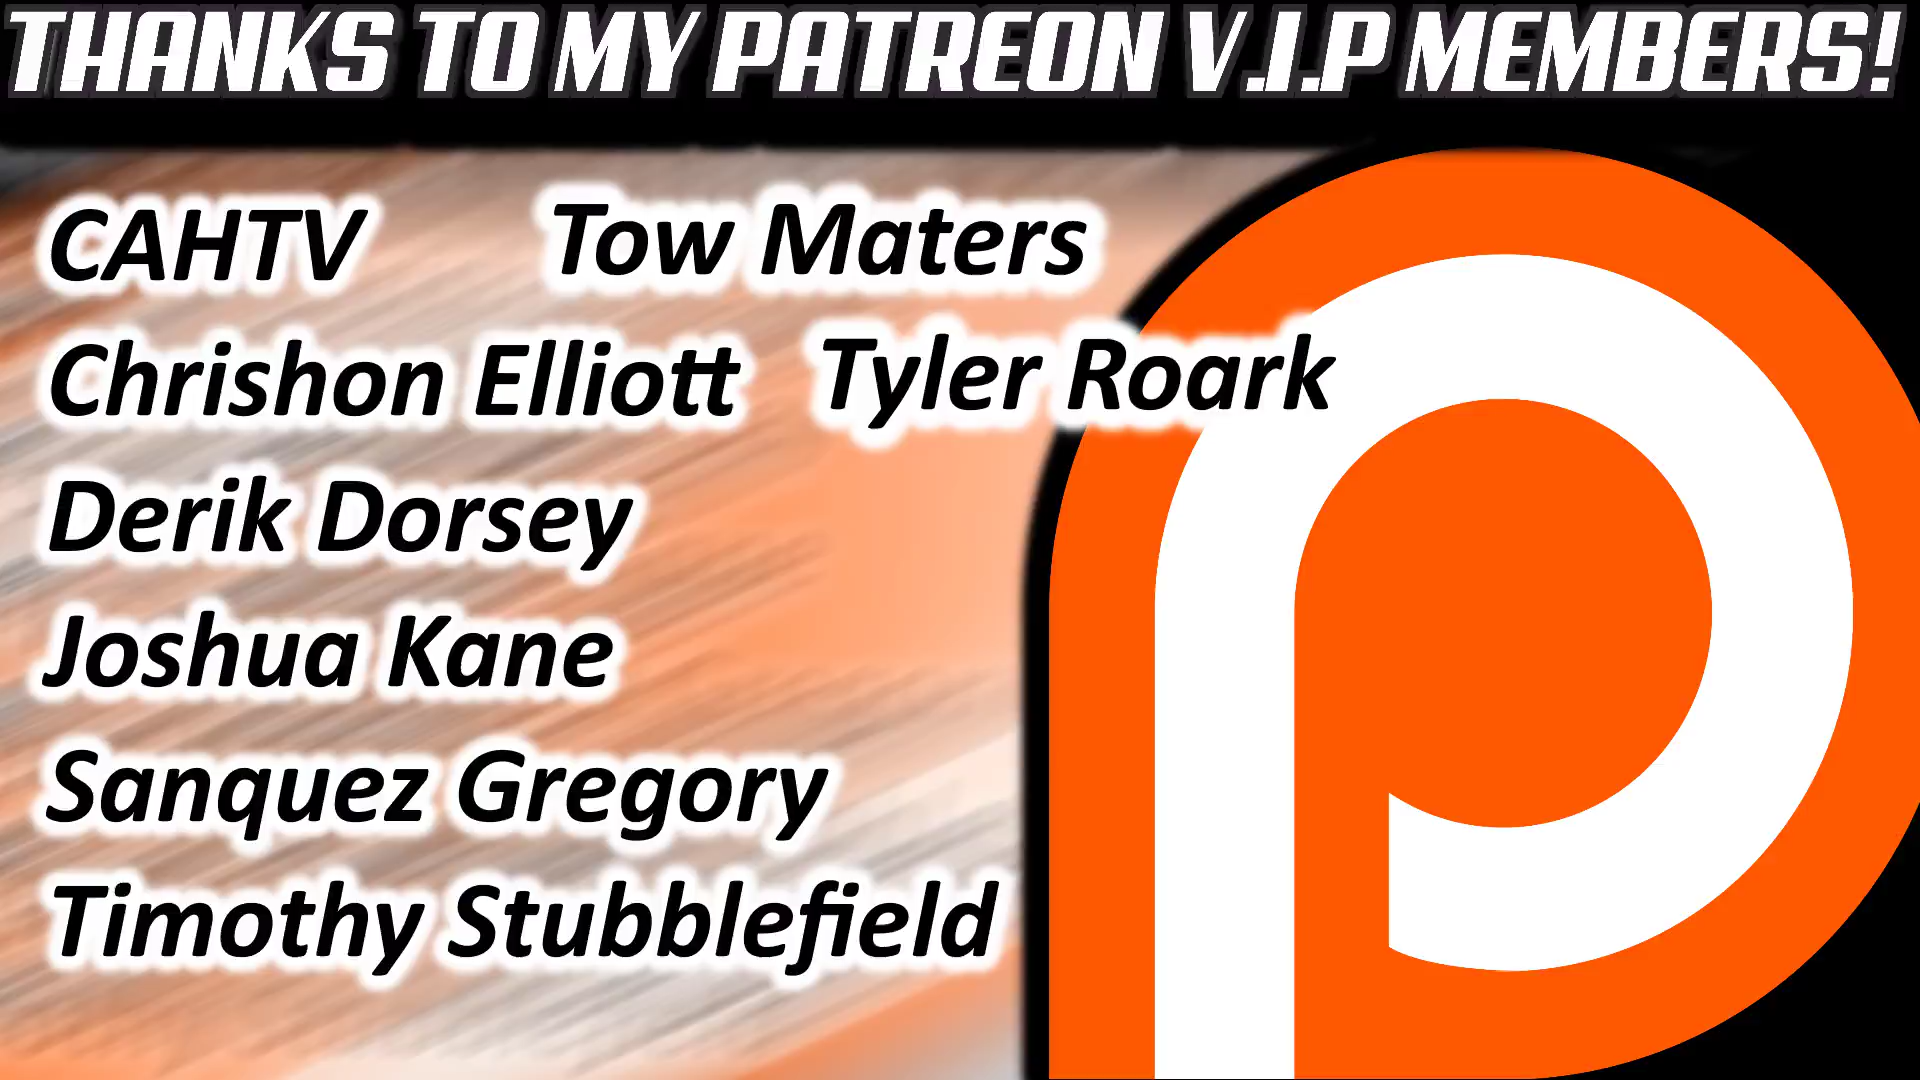 THANKS TO MY PATREON V.I.P MEMBERS!
CAHTV
Chrishon Elliott
Derik Dorsey
Joshua Kane
Sanquez Gregory
Timothy Stubblefield
Tow Maters
Tyler Roark